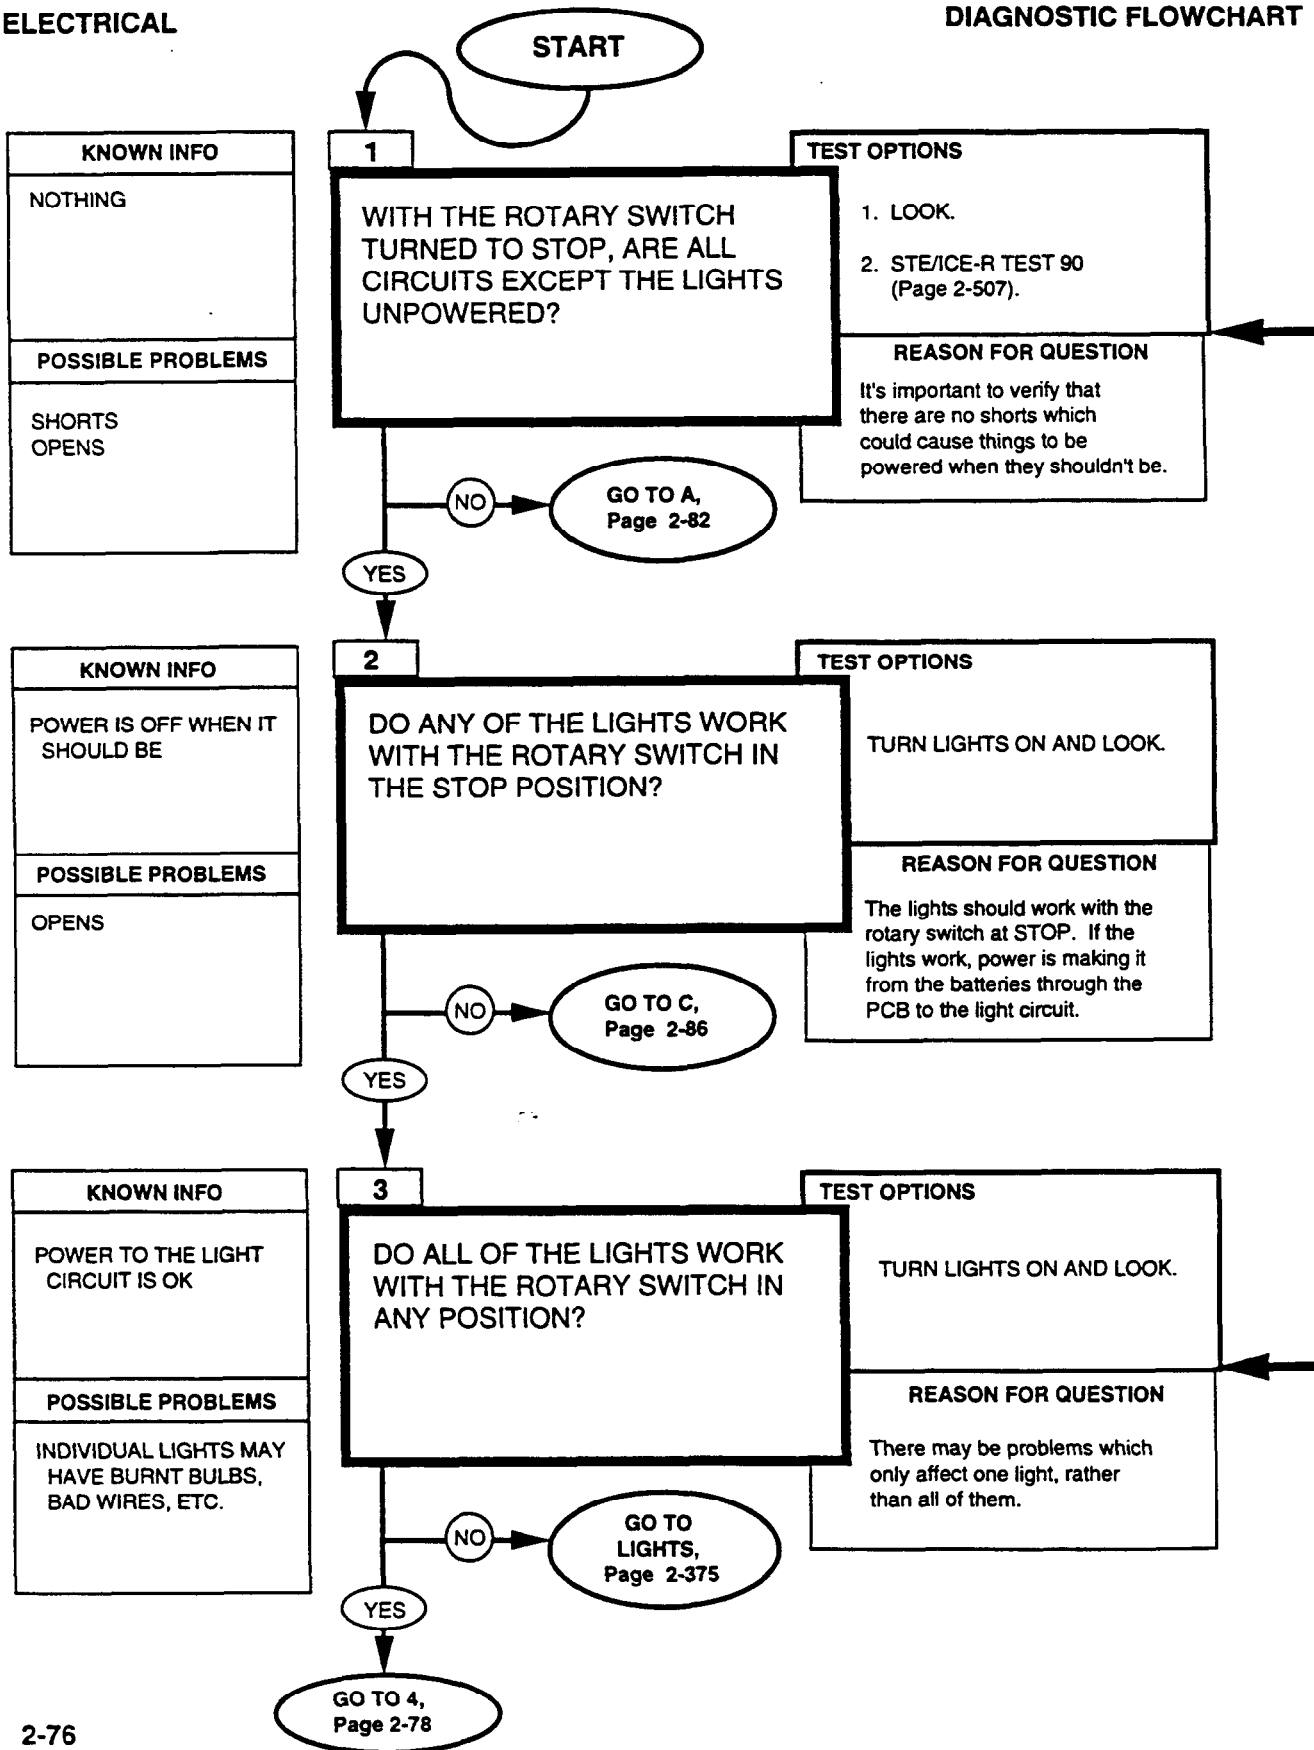 ELECTRICAL
DIAGNOSTIC FLOWCHART
START
KNOWN INFO
NOTHING
POSSIBLE PROBLEMS
SHORTS
OPENS
1
WITH THE ROTARY SWITCH
TURNED TO STOP, ARE ALL
CIRCUITS EXCEPT THE LIGHTS
UNPOWERED?
TEST OPTIONS
1. LOOK.
2. STE/ICE-R TEST 90
(Page 2-507).
REASON FOR QUESTION
It's important to verify that
there are no shorts which
could cause things to be
powered when they shouldn't be.
NO
GO TO A,
Page 2-82
YES
KNOWN INFO
POWER IS OFF WHEN IT
SHOULD BE
POSSIBLE PROBLEMS
OPENS
2
DO ANY OF THE LIGHTS WORK
WITH THE ROTARY SWITCH IN
THE STOP POSITION?
TEST OPTIONS
TURN LIGHTS ON AND LOOK.
REASON FOR QUESTION
The lights should work with the
rotary switch at STOP. If the
lights work, power is making it
from the batteries through the
PCB to the light circuit.
NO
GO TO C,
Page 2-86
YES
KNOWN INFO
POWER TO THE LIGHT
CIRCUIT IS OK
POSSIBLE PROBLEMS
INDIVIDUAL LIGHTS MAY
HAVE BURNT BULBS,
BAD WIRES, ETC.
3
DO ALL OF THE LIGHTS WORK
WITH THE ROTARY SWITCH IN
ANY POSITION?
TEST OPTIONS
TURN LIGHTS ON AND LOOK.
REASON FOR QUESTION
There may be problems which
only affect one light, rather
than all of them.
NO
GO TO
LIGHTS,
Page 2-375
YES
GO TO 4,
Page 2-78
2-76